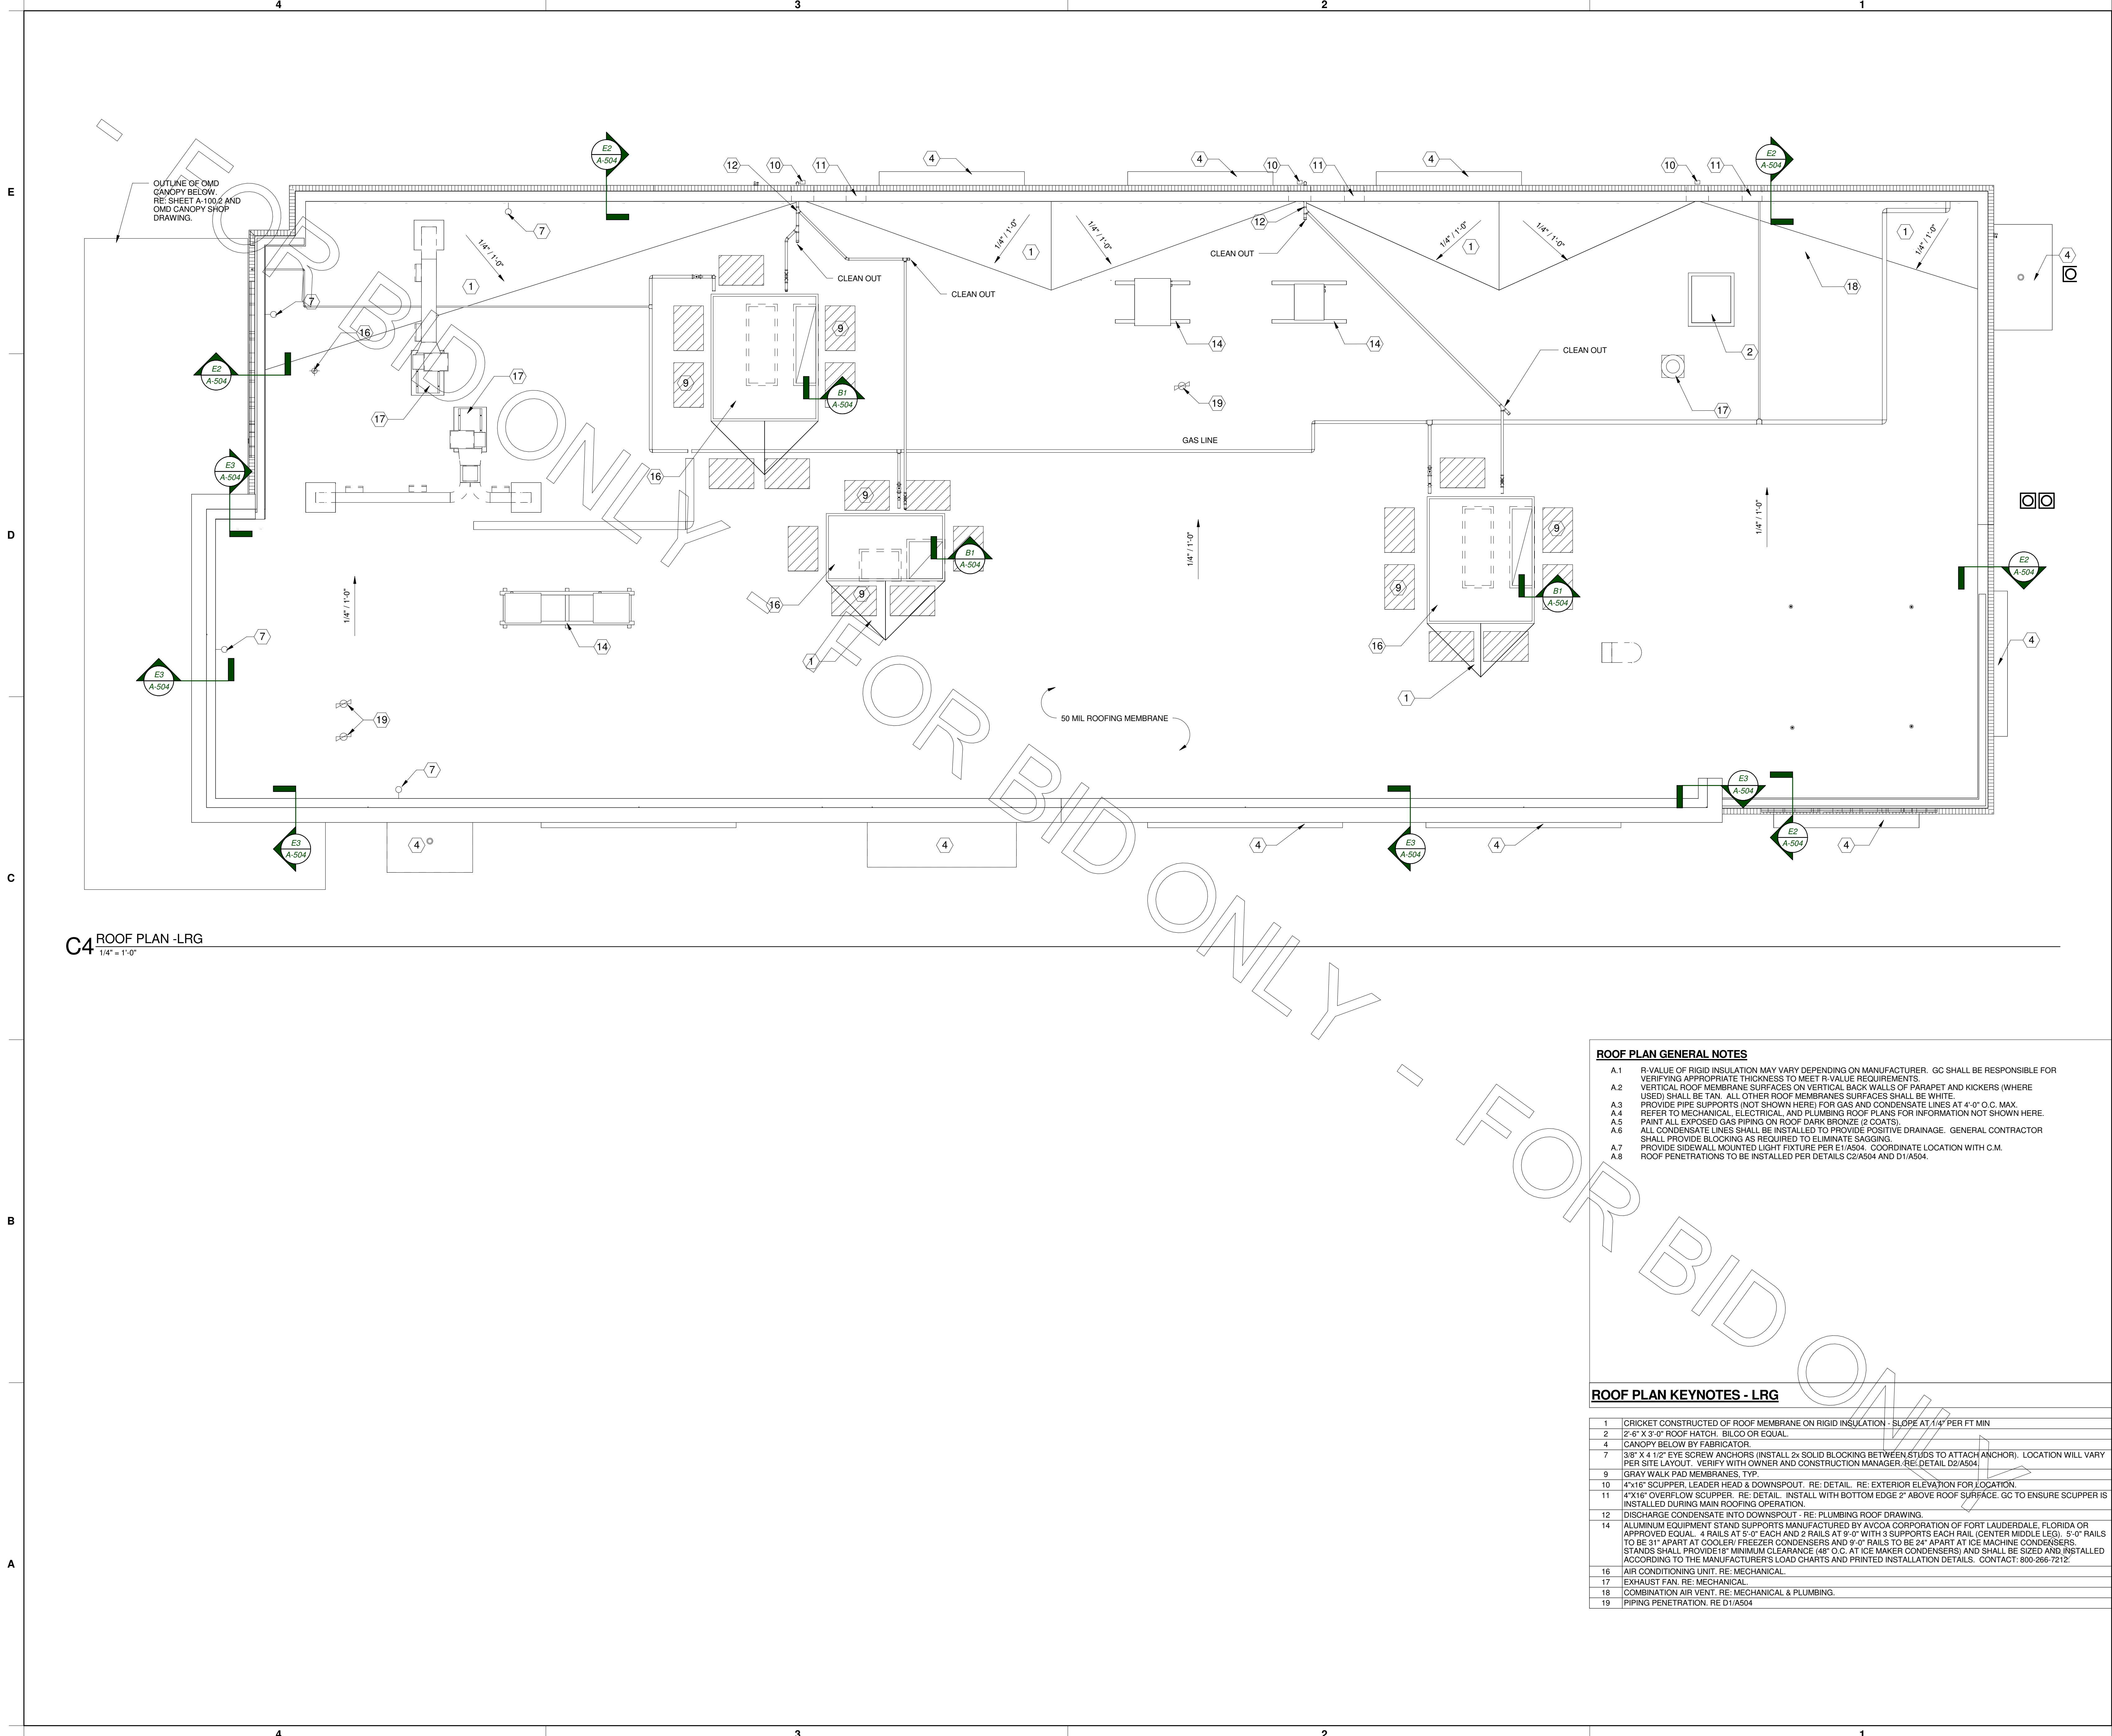 4 3 2 1
E
D
C
B
A
- FOR BID ONLY - FOR BID ONLY - FOR BID ONLY -
OUTLINE OF OMD
CANOPY BELOW.
RE: SHEET A-100.2 AND
OMD CANOPY SHOP
DRAWING.
E2
A-504
12
10
11
4
4
10
11
4
10
11
E2
A-504
7
1/4" / 1'-0"
1
12
CLEAN OUT
CLEAN OUT
1/4" / 1'-0"
1
1/4" / 1'-0"
CLEAN OUT
1/4" / 1'-0"
1
1/4" / 1'-0"
1
1/4" / 1'-0"
4
18
7
16
9
14
14
2
CLEAN OUT
E2
A-504
17
17
9
B1
A-504
19
17
GAS LINE
E3
A-504
16
9
9
1/4" / 1'-0"
1/4" / 1'-0"
B1
A-504
9
E2
A-504
1/4" / 1'-0"
16
9
9
B1
A-504
7
14
1
16
4
E3
A-504
1
19
50 MIL ROOFING MEMBRANE
7
E3
A-504
E3
A-504
4
4
4
E3
A-504
4
E2
A-504
4
C4 ROOF PLAN -LRG
1/4" = 1'-0"
ROOF PLAN GENERAL NOTES
A.1 R-VALUE OF RIGID INSULATION MAY VARY DEPENDING ON MANUFACTURER. GC SHALL BE RESPONSIBLE FOR
VERIFYING APPROPRIATE THICKNESS TO MEET R-VALUE REQUIREMENTS.
A.2 VERTICAL ROOF MEMBRANE SURFACES ON VERTICAL BACK WALLS OF PARAPET AND KICKERS (WHERE
USED) SHALL BE TAN. ALL OTHER ROOF MEMBRANES SURFACES SHALL BE WHITE.
A.3 PROVIDE PIPE SUPPORTS (NOT SHOWN HERE) FOR GAS AND CONDENSATE LINES AT 4'-0" O.C. MAX.
A.4 REFER TO MECHANICAL, ELECTRICAL, AND PLUMBING ROOF PLANS FOR INFORMATION NOT SHOWN HERE.
A.5 PAINT ALL EXPOSED GAS PIPING ON ROOF DARK BRONZE (2 COATS).
A.6 ALL CONDENSATE LINES SHALL BE INSTALLED TO PROVIDE POSITIVE DRAINAGE. GENERAL CONTRACTOR
SHALL PROVIDE BLOCKING AS REQUIRED TO ELIMINATE SAGGING.
A.7 PROVIDE SIDEWALL MOUNTED LIGHT FIXTURE PER E1/A504. COORDINATE LOCATION WITH C.M.
A.8 ROOF PENETRATIONS TO BE INSTALLED PER DETAILS C2/A504 AND D1/A504.
ROOF PLAN KEYNOTES - LRG
1 CRICKET CONSTRUCTED OF ROOF MEMBRANE ON RIGID INSULATION - SLOPE AT 1/4" PER FT MIN
2 2'-6" X 3'-0" ROOF HATCH. BILCO OR EQUAL.
4 CANOPY BELOW BY FABRICATOR.
7 3/8" X 4 1/2" EYE SCREW ANCHORS (INSTALL 2x SOLID BLOCKING BETWEEN STUDS TO ATTACH ANCHOR). LOCATION WILL VARY
PER SITE LAYOUT. VERIFY WITH OWNER AND CONSTRUCTION MANAGER. RE: DETAIL D2/A504.
9 GRAY WALK PAD MEMBRANES, TYP.
10 4"x16" SCUPPER, LEADER HEAD & DOWNSPOUT. RE: DETAIL. RE: EXTERIOR ELEVATION FOR LOCATION.
11 4"X16" OVERFLOW SCUPPER. RE: DETAIL. INSTALL WITH BOTTOM EDGE 2" ABOVE ROOF SURFACE. GC TO ENSURE SCUPPER IS
INSTALLED DURING MAIN ROOFING OPERATION.
12 DISCHARGE CONDENSATE INTO DOWNSPOUT - RE: PLUMBING ROOF DRAWING.
14 ALUMINUM EQUIPMENT STAND SUPPORTS MANUFACTURED BY AVCOA CORPORATION OF FORT LAUDERDALE, FLORIDA OR
APPROVED EQUAL. 4 RAILS AT 5'-0" EACH AND 2 RAILS AT 9'-0" WITH 3 SUPPORTS EACH RAIL (CENTER MIDDLE LEG). 5'-0" RAILS
TO BE 31" APART AT COOLER/ FREEZER CONDENSERS AND 9'-0" RAILS TO BE 24" APART AT ICE MACHINE CONDENSERS.
STANDS SHALL PROVIDE18" MINIMUM CLEARANCE (48" O.C. AT ICE MAKER CONDENSERS) AND SHALL BE SIZED AND INSTALLED
ACCORDING TO THE MANUFACTURER'S LOAD CHARTS AND PRINTED INSTALLATION DETAILS. CONTACT: 800-266-7212.
16 AIR CONDITIONING UNIT. RE: MECHANICAL.
17 EXHAUST FAN. RE: MECHANICAL.
18 COMBINATION AIR VENT. RE: MECHANICAL & PLUMBING.
19 PIPING PENETRATION. RE D1/A504
4 3 2 1